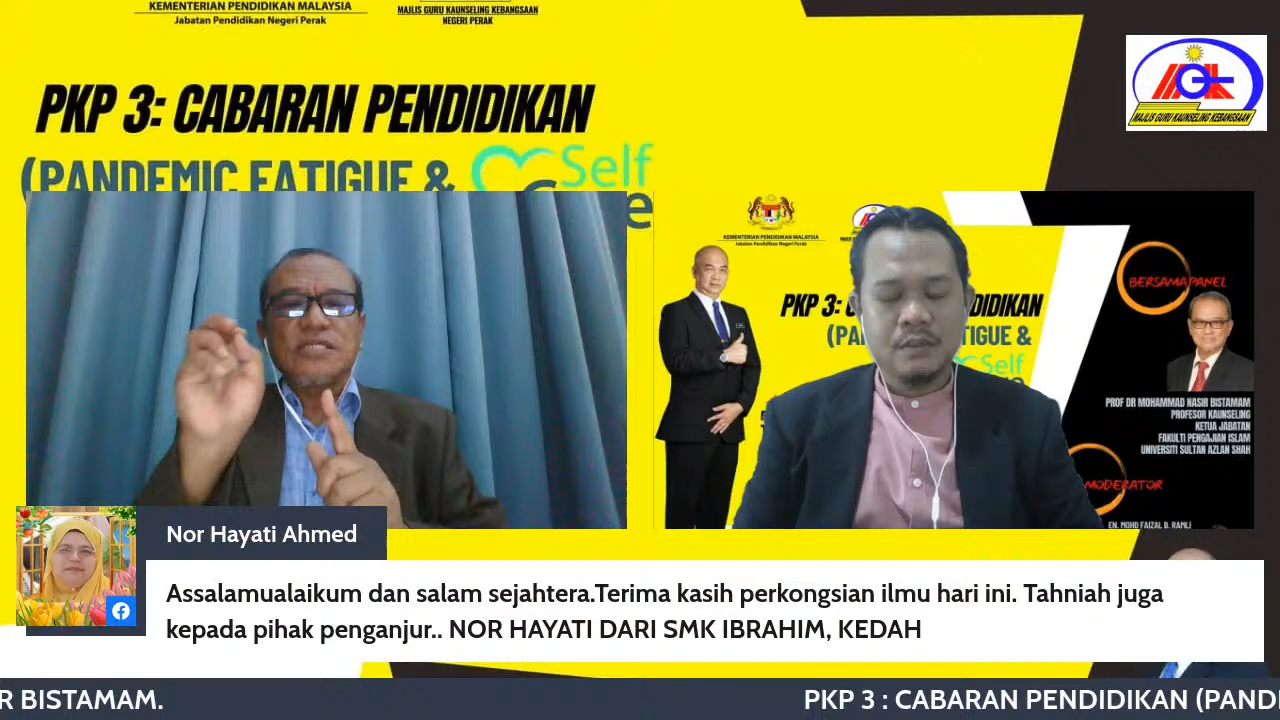 KEMENTERIAN PENDIDIKAN MALAYSIA
Jabatan Pendidikan Negeri Perak
MAJLIS GURU KAUNSELING KEBANGSAAN
NEGERI PERAK
MAJLIS GURU KAUNSELING KEBANGSAAN
PKP 3: CABARAN PENDIDIKAN
(PANDEMIC FATIGUE &
Self
e
KEMENTERIAN PENDIDIKAN MALAYSIA
Jabatan Pendidikan Negeri Perak
PKP 3: C DIDIKAN
(PA TIGUE &
Self
BERSAMA PANEL
PROF DR MOHAMMAD NASIR BISTAMAM
PROFESOR KAUNSELING
KETUA JABATAN
FAKULTI PENGAJIAN ISLAM
UNIVERSITI SULTAN AZLAN SHAH
MODERATOR
EN. MOHD FAIZAL B. RAMLI
Nor Hayati Ahmed
Assalamualaikum dan salam sejahtera.Terima kasih perkongsian ilmu hari ini. Tahniah juga
kepada pihak penganjur.. NOR HAYATI DARI SMK IBRAHIM, KEDAH
R BISTAMAM. PKP 3 : CABARAN PENDIDIKAN (PAND